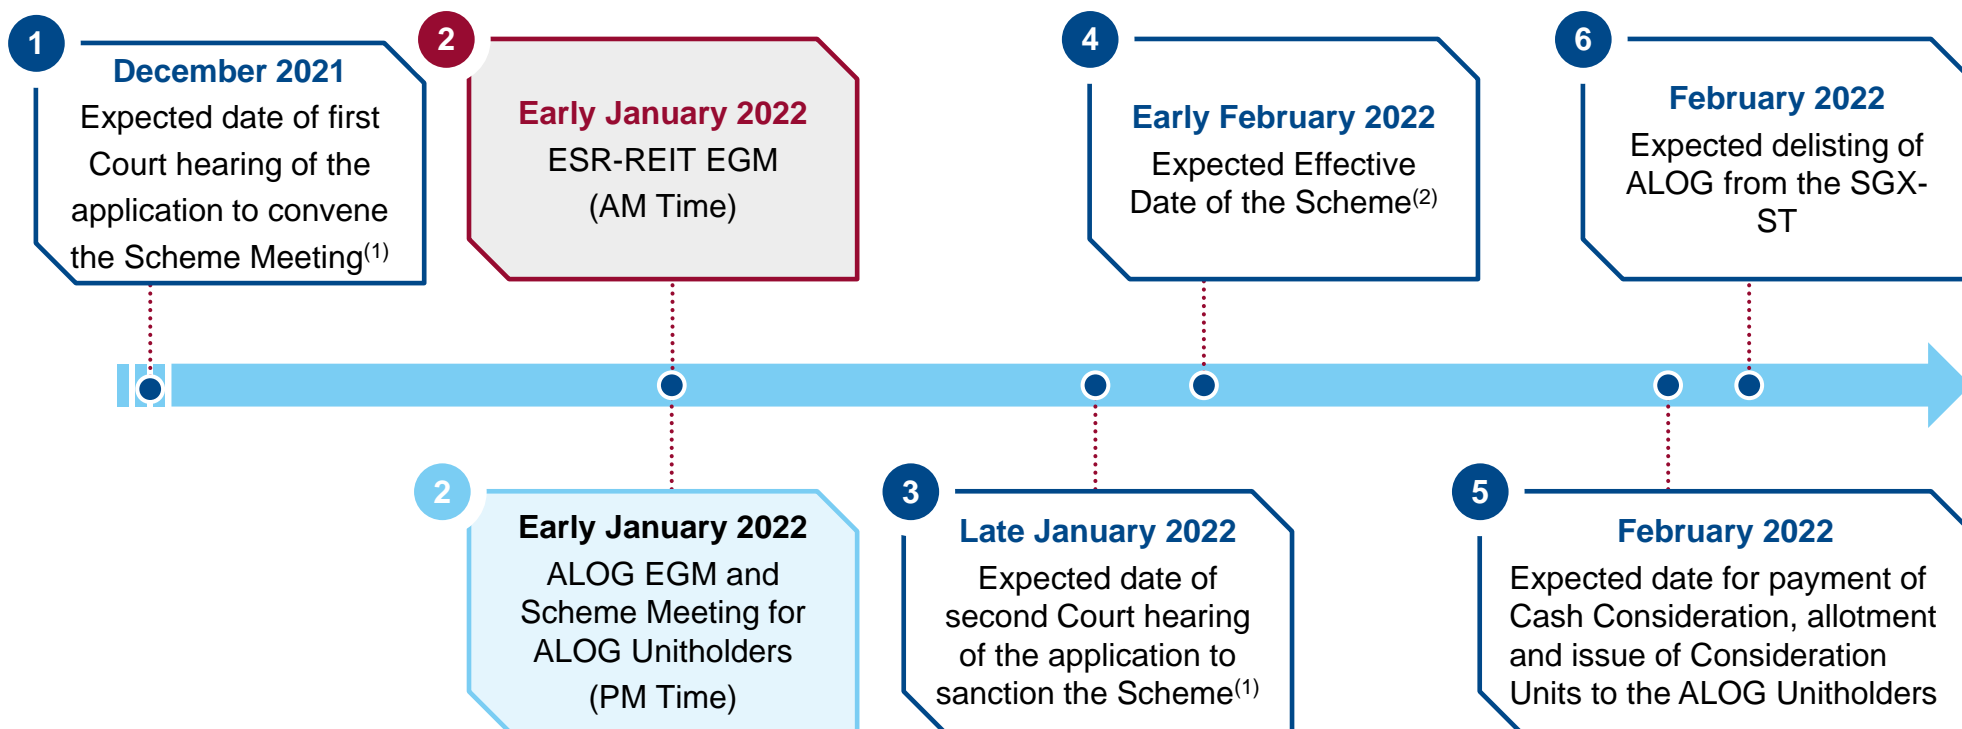 1
December 2021
Expected date of first
Court hearing of the
application to convene
the Scheme Meeting(1)
2
Early January 2022
ESR-REIT EGM
(AM Time)
2
Early January 2022
ALOG EGM and
Scheme Meeting for
ALOG Unitholders
(PM Time)
3
Late January 2022
Expected date of
second Court hearing
of the application to
sanction the Scheme(1)
4
Early February 2022
Expected Effective
Date of the Scheme(2)
5
February 2022
Expected date for payment of
Cash Consideration, allotment
and issue of Consideration
Units to the ALOG Unitholders
6
February 2022
Expected delisting of
ALOG from the SGX-
ST